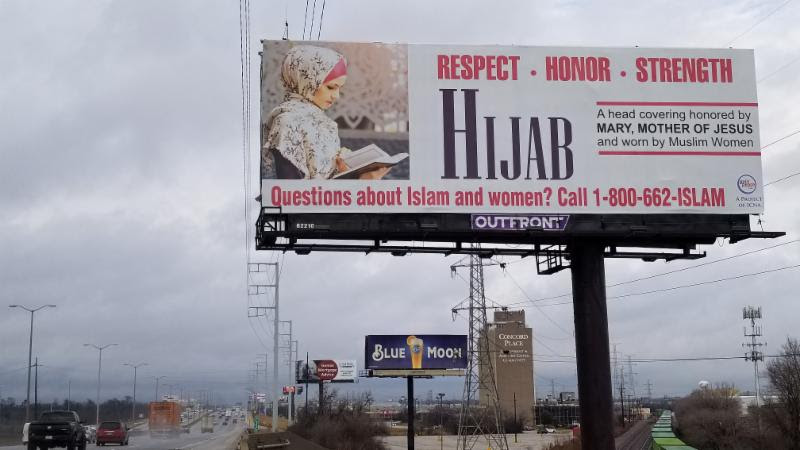 RESPECT · HONOR · STRENGTH
HIJAB
A head covering honored by
MARY, MOTHER OF JESUS
and worn by Muslim Women
Questions about Islam and women? Call 1-800-662-ISLAM
A PROJECT
OF ICNA
OUTFRONT
BLUE MOON
CONCORD
PLACE